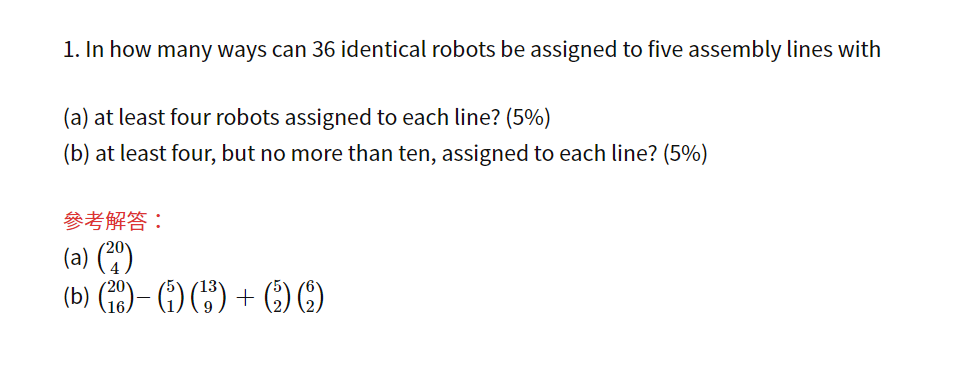 1. In how many ways can 36 identical robots be assigned to five assembly lines with
(a) at least four robots assigned to each line? (5%)
(b) at least four, but no more than ten, assigned to each line? (5%)
參考解答：
(a) $\binom{20}{4}$
(b) $\binom{20}{16} - \binom{5}{1}\binom{13}{9} + \binom{5}{2}\binom{6}{2}$